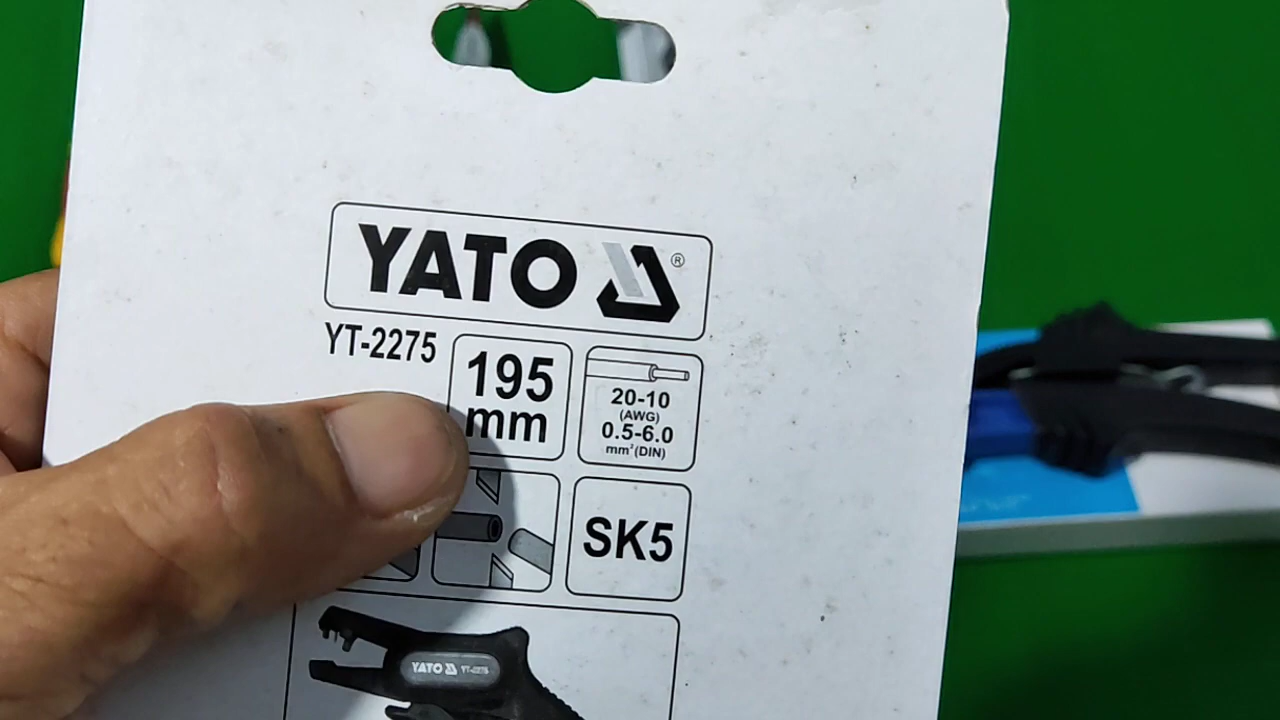 YATO ®
YT-2275
195
mm
20-10
(AWG)
0.5-6.0
mm²(DIN)
SK5
YATO YT-2275